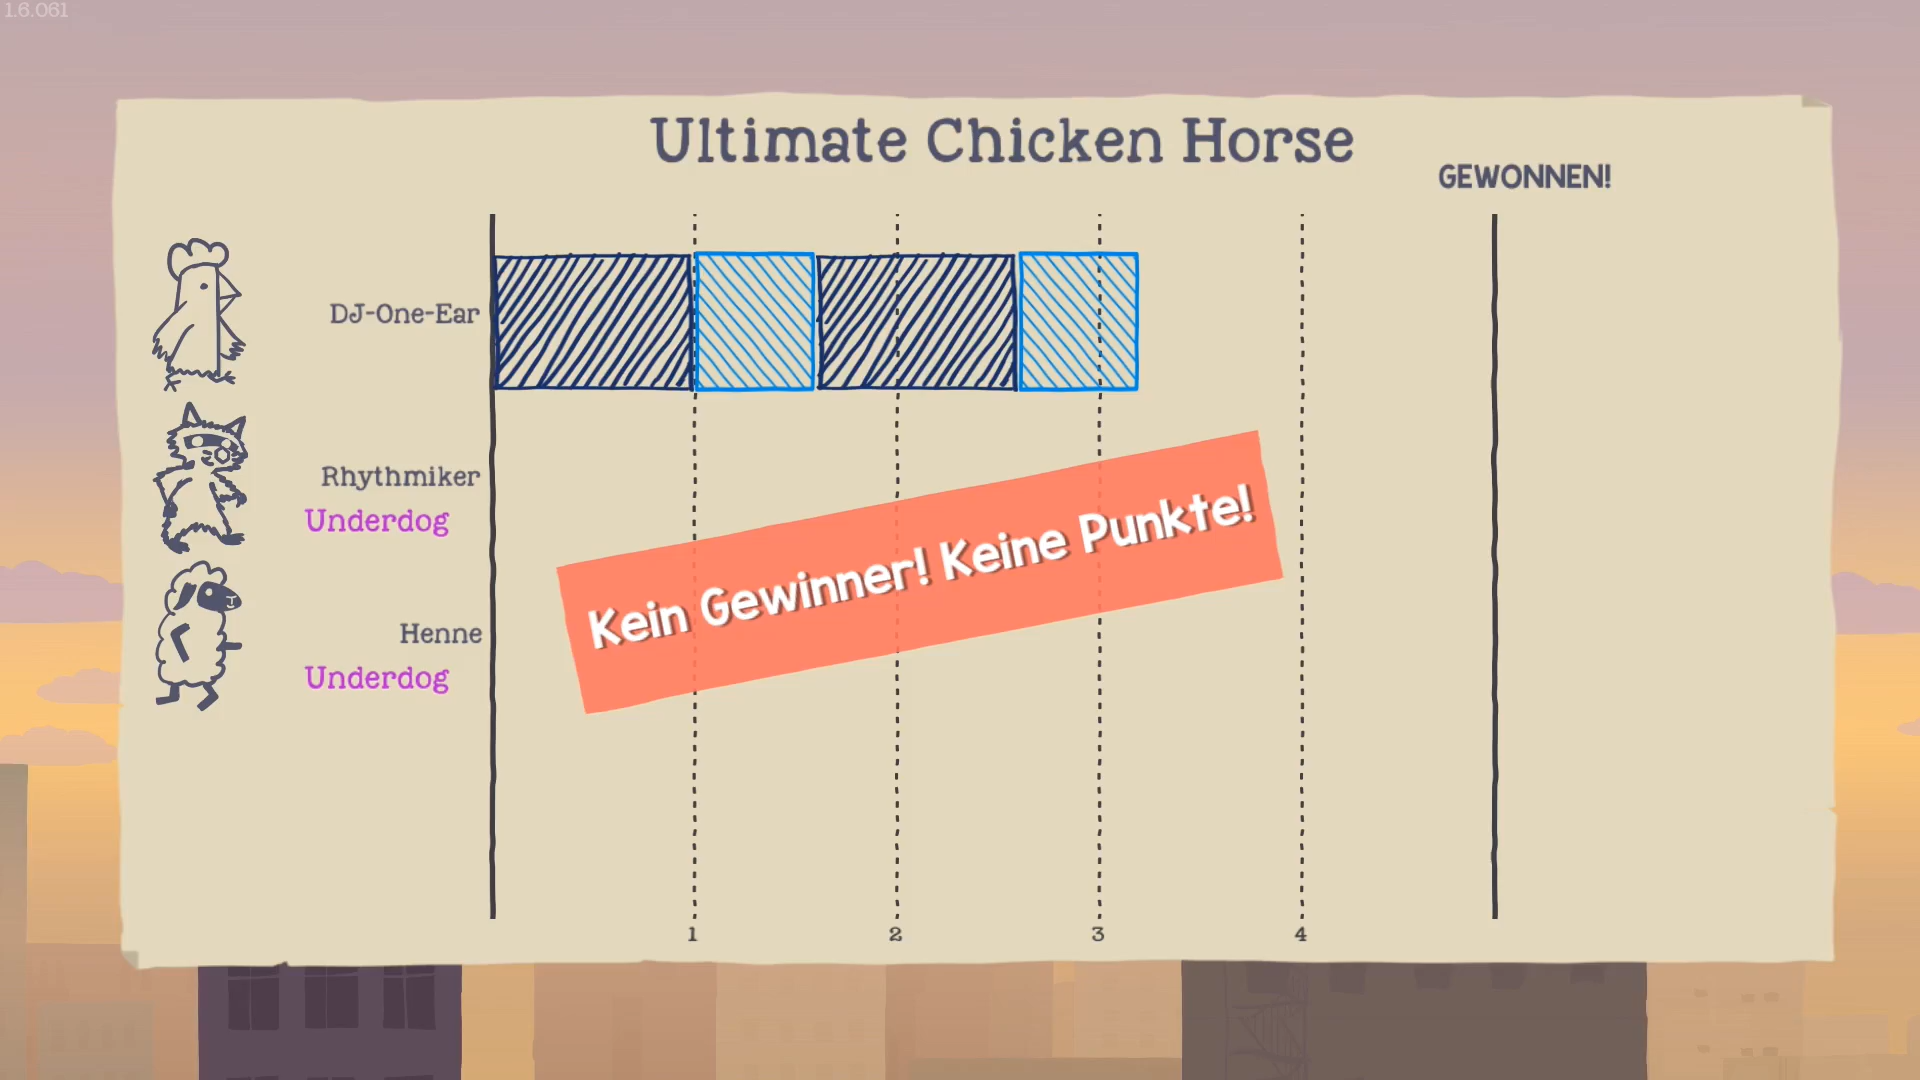 1.6.061
Ultimate Chicken Horse
GEWONNEN!
DJ-One-Ear
Rhythmiker
Underdog
Kein Gewinner! Keine Punkte!
Henne
Underdog
1 2 3 4